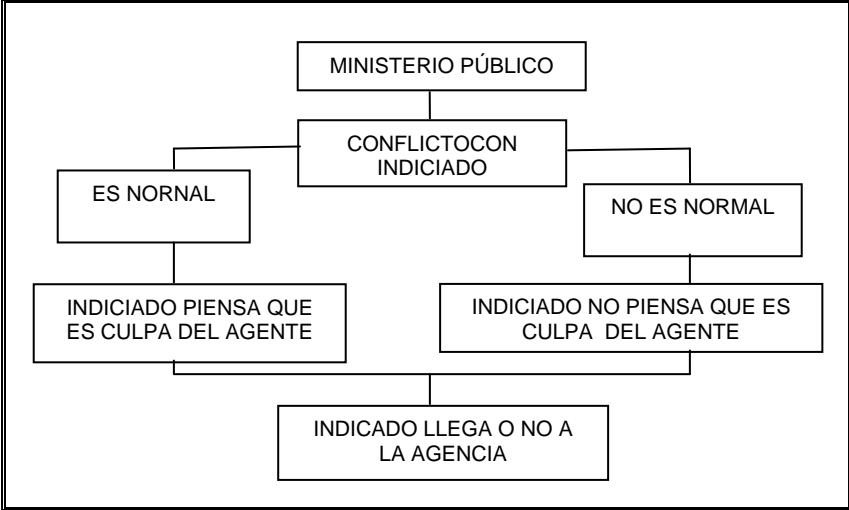 MINISTERIO PÚBLICO
CONFLICTOCON
INDICIADO
ES NORNAL
NO ES NORMAL
INDICIADO PIENSA QUE
ES CULPA DEL AGENTE
INDICIADO NO PIENSA QUE ES
CULPA DEL AGENTE
INDICADO LLEGA O NO A
LA AGENCIA